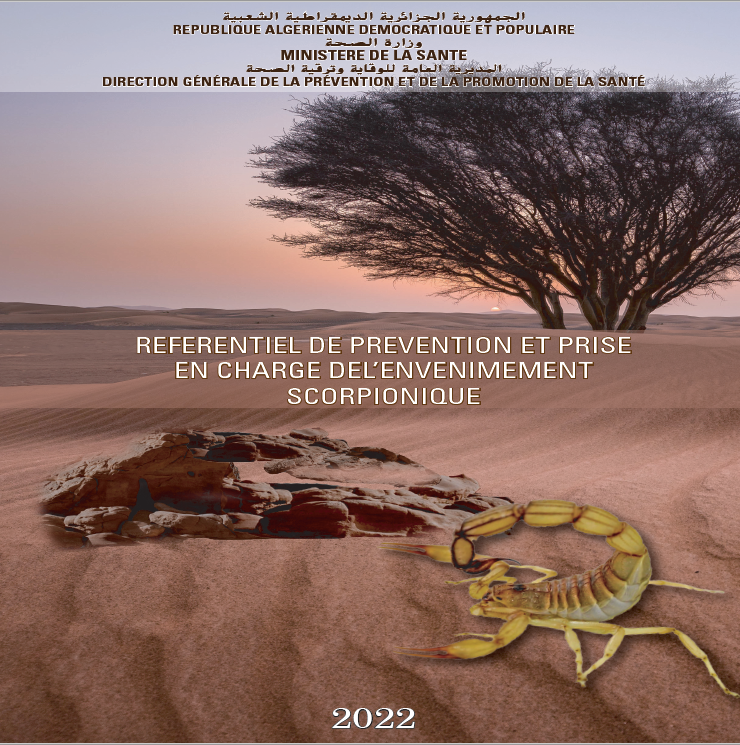 الجمهورية الجزائرية الديمقراطية الشعبية
REPUBLIQUE ALGERIENNE DEMOCRATIQUE ET POPULAIRE
وزارة الصحة
MINISTERE DE LA SANTE
المديرية العامة للوقاية وترقية الصحة
DIRECTION GÉNÉRALE DE LA PRÉVENTION ET DE LA PROMOTION DE LA SANTÉ
REFERENTIEL DE PREVENTION ET PRISE
EN CHARGE DEL'ENVENIMEMENT
SCORPIONIQUE
2022